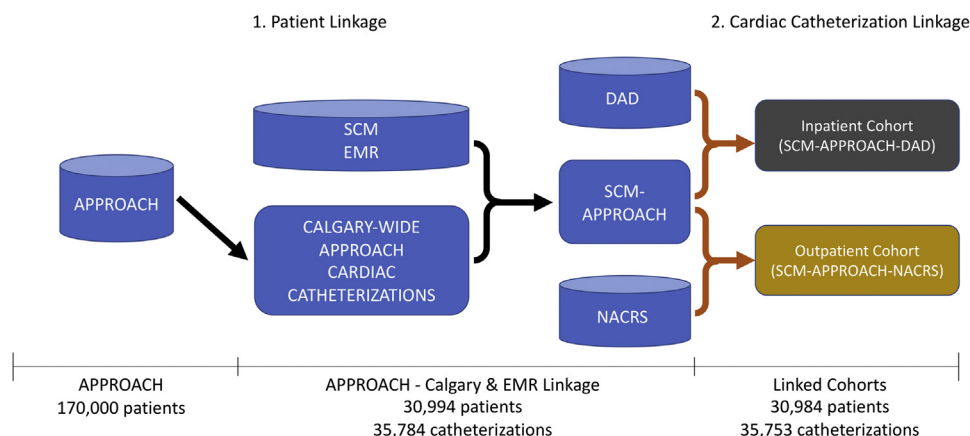 1. Patient Linkage
2. Cardiac Catheterization Linkage
APPROACH
SCM
EMR
CALGARY-WIDE
APPROACH
CARDIAC
CATHETERIZATIONS
DAD
SCM-
APPROACH
NACRS
Inpatient Cohort
(SCM-APPROACH-DAD)
Outpatient Cohort
(SCM-APPROACH-NACRS)
APPROACH
170,000 patients
APPROACH - Calgary & EMR Linkage
30,994 patients
35.784 catheterizations
Linked Cohorts
30,984 patients
35.753 catheterizations